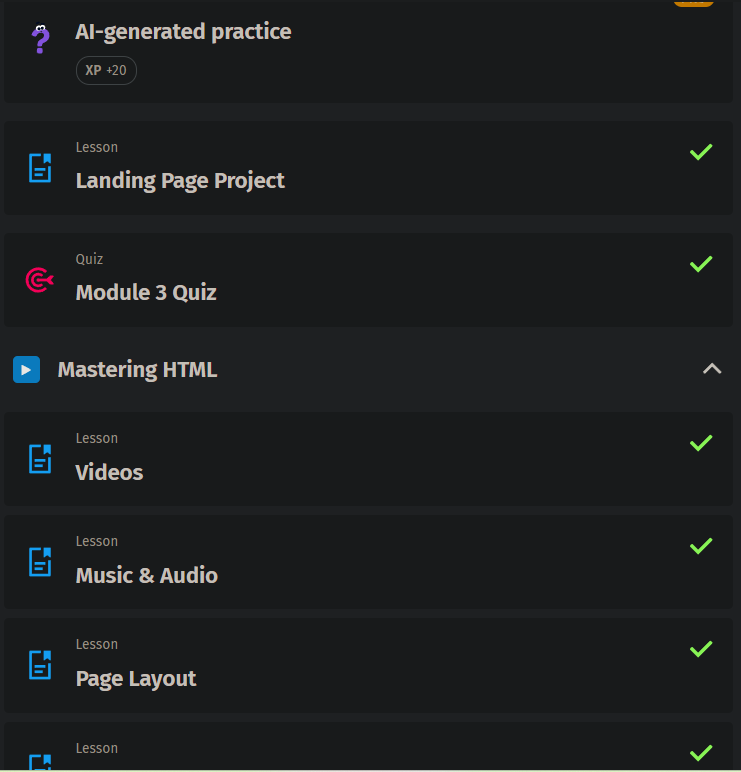 AI-generated practice
XP +20
Lesson
Landing Page Project
Quiz
Module 3 Quiz
Mastering HTML
Lesson
Videos
Lesson
Music & Audio
Lesson
Page Layout
Lesson